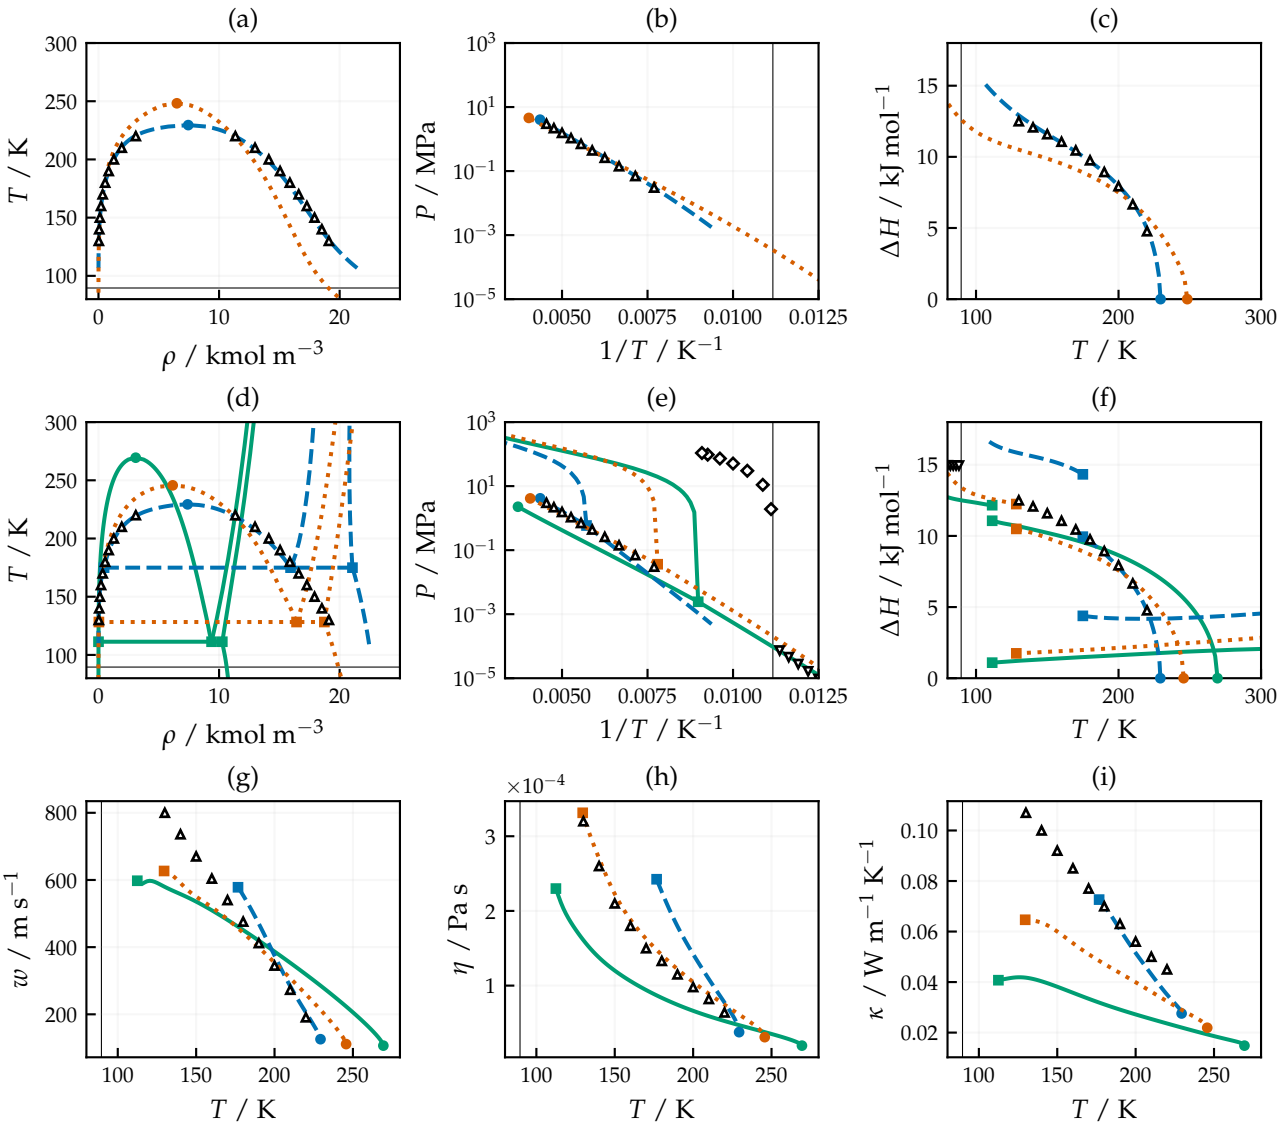 (a)
300
250
200
150
100
T / K
0
10
20
ρ / kmol m⁻³
(b)
10³
10¹
10⁻¹
10⁻³
10⁻⁵
P / MPa
0.0050
0.0075
0.0100
0.0125
1/T / K⁻¹
(c)
15
10
5
0
ΔH / kJ mol⁻¹
100
200
300
T / K
(d)
300
250
200
150
100
T / K
0
10
20
ρ / kmol m⁻³
(e)
10³
10¹
10⁻¹
10⁻³
10⁻⁵
P / MPa
0.0050
0.0075
0.0100
0.0125
1/T / K⁻¹
(f)
15
10
5
0
ΔH / kJ mol⁻¹
100
200
300
T / K
(g)
800
600
400
200
w / m s⁻¹
100
150
200
250
T / K
(h)
×10⁻⁴
3
2
1
η / Pa s
100
150
200
250
T / K
(i)
0.10
0.08
0.06
0.04
0.02
κ / W m⁻¹ K⁻¹
100
150
200
250
T / K